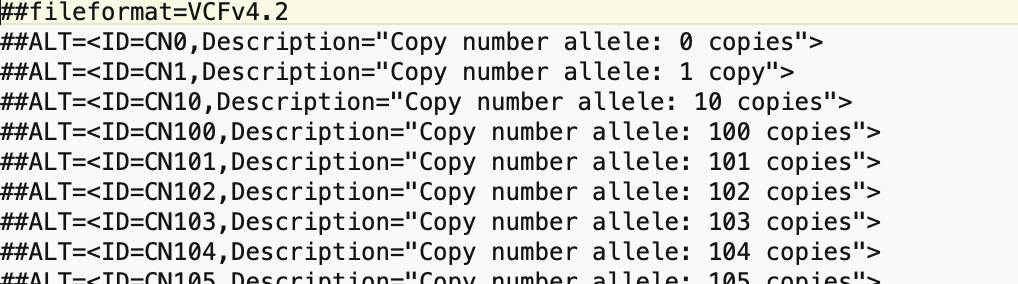 ##fileformat=VCFv4.2
##ALT=<ID=CN0,Description="Copy number allele: 0 copies">
##ALT=<ID=CN1,Description="Copy number allele: 1 copy">
##ALT=<ID=CN10,Description="Copy number allele: 10 copies">
##ALT=<ID=CN100,Description="Copy number allele: 100 copies">
##ALT=<ID=CN101,Description="Copy number allele: 101 copies">
##ALT=<ID=CN102,Description="Copy number allele: 102 copies">
##ALT=<ID=CN103,Description="Copy number allele: 103 copies">
##ALT=<ID=CN104,Description="Copy number allele: 104 copies">
##ALT=<ID=CN105,Description="Copy number allele: 105 copies">